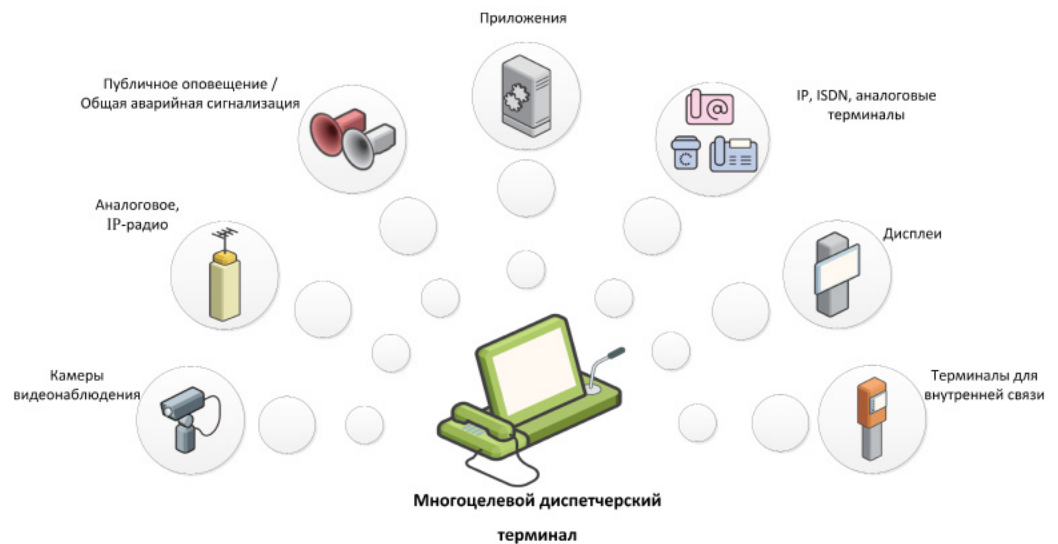 Приложения
Публичное оповещение /
Общая аварийная сигнализация
IP, ISDN, аналоговые
терминалы
Аналоговое,
IP-радио
Дисплеи
Камеры
видеонаблюдения
Терминалы для
внутренней связи
Многоцелевой диспетчерский
терминал